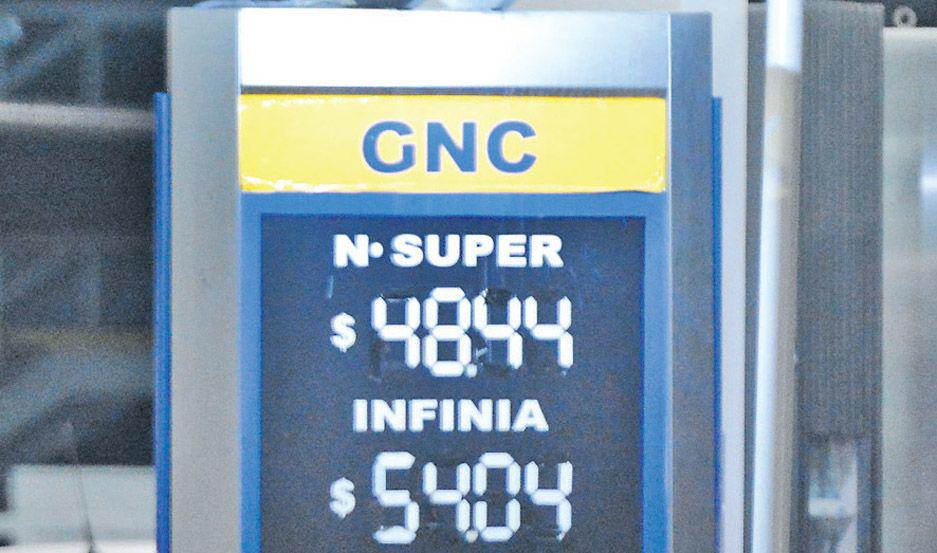 GNC
N• SUPER
$ 48.44
INFINIA
$ 54.04